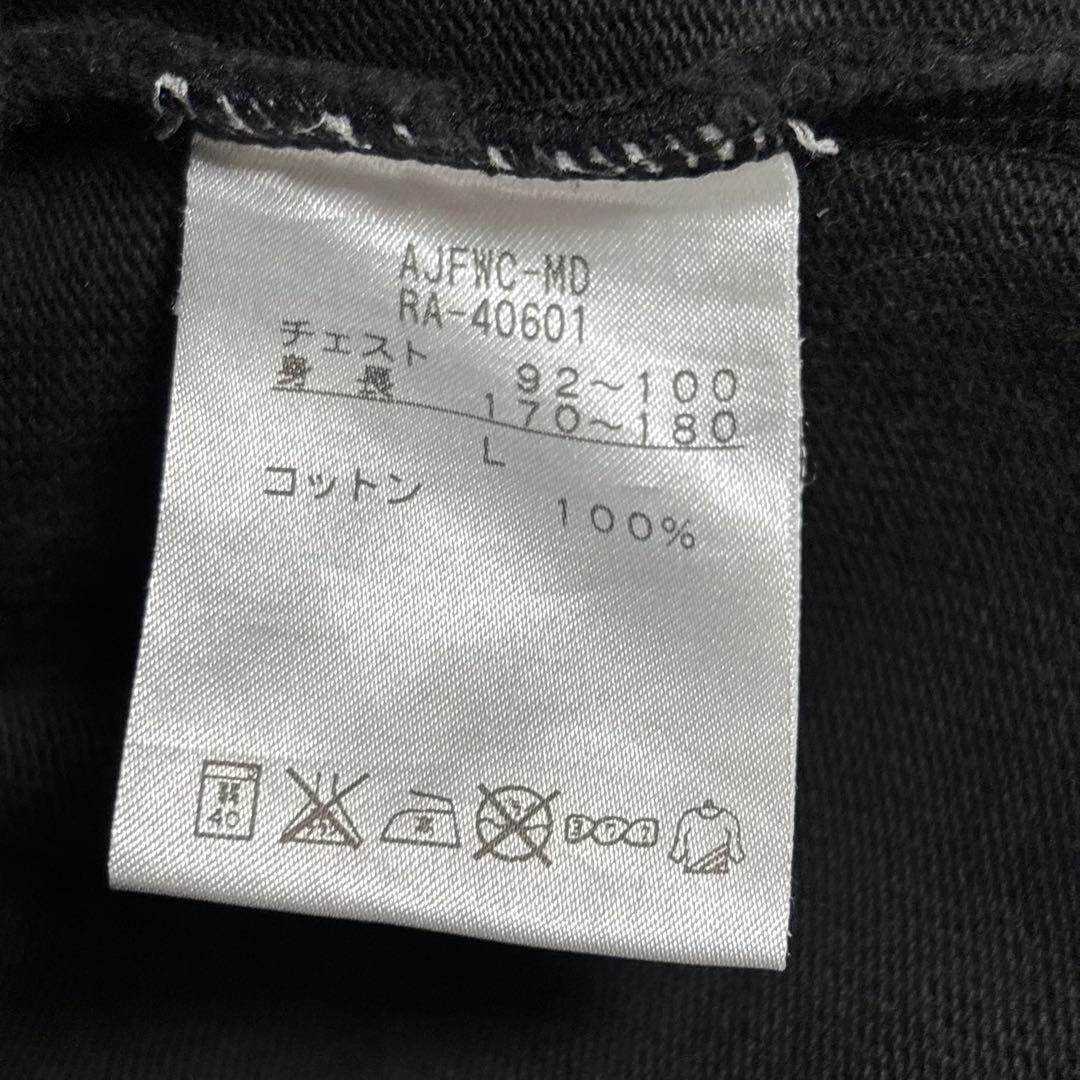 AJFWC-MD
RA-40601
チェスト 92～100
身長 170～180
L
コットン 100%
40